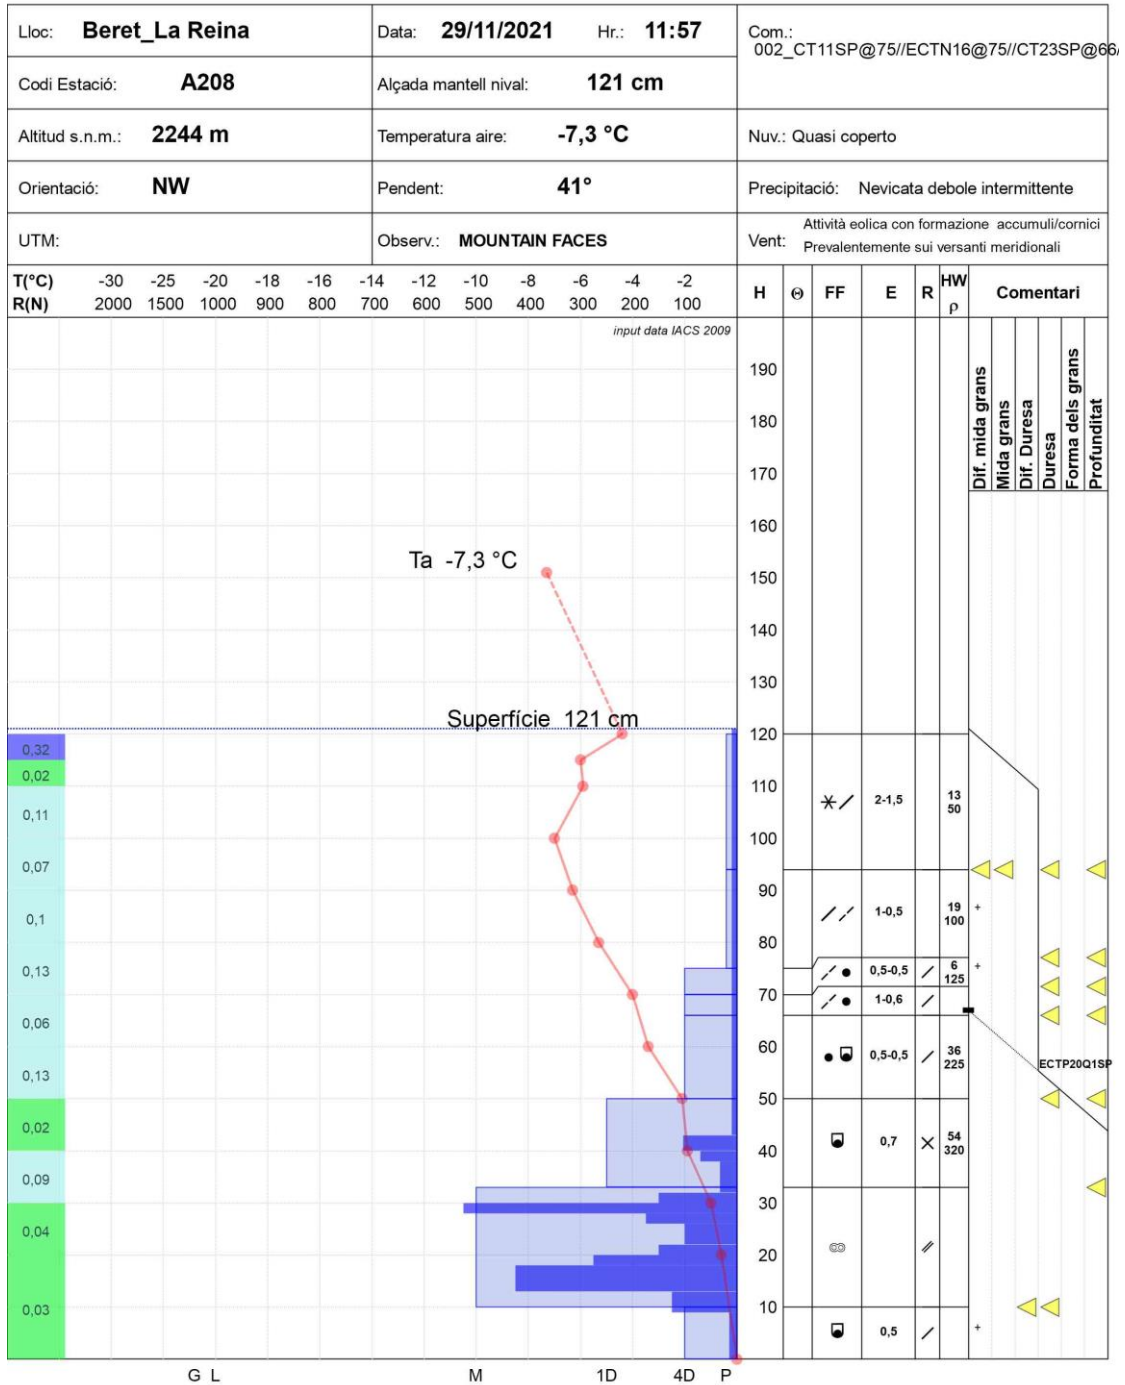 Lloc: Beret_La Reina
Data: 29/11/2021 Hr.: 11:57
Com.:
002_CT11SP@75//ECTN16@75//CT23SP@66/
Codi Estació: A208
Alçada mantell nival: 121 cm
Altitud s.n.m.: 2244 m
Temperatura aire: -7,3 °C
Nuv.: Quasi coperto
Orientació: NW
Pendent: 41°
Precipitació: Nevicata debole intermittente
UTM:
Observ.: MOUNTAIN FACES
Vent: Attività eolica con formazione accumuli/cornici
Prevalentemente sui versanti meridionali
T(°C) -30 -25 -20 -18 -16 -14 -12 -10 -8 -6 -4 -2
R(N) 2000 1500 1000 900 800 700 600 500 400 300 200 100
H Θ FF E R HW ρ Comentari
input data IACS 2009
Dif. mida grans
Mida grans
Dif. Duresa
Duresa
Forma dels grans
Profunditat
190
180
170
160
150
140
130
120
110
100
90
80
70
60
50
40
30
20
10
Ta -7,3 °C
Superfície 121 cm
0,32
0,02
0,11
0,07
0,1
0,13
0,06
0,13
0,02
0,09
0,04
0,03
2-1,5 13 50
1-0,5 19 100 +
0,5-0,5 6 125 +
1-0,6
0,5-0,5 36 225
ECTP20Q1SP
0,7 54 320
0,5 +
G L M 1D 4D P